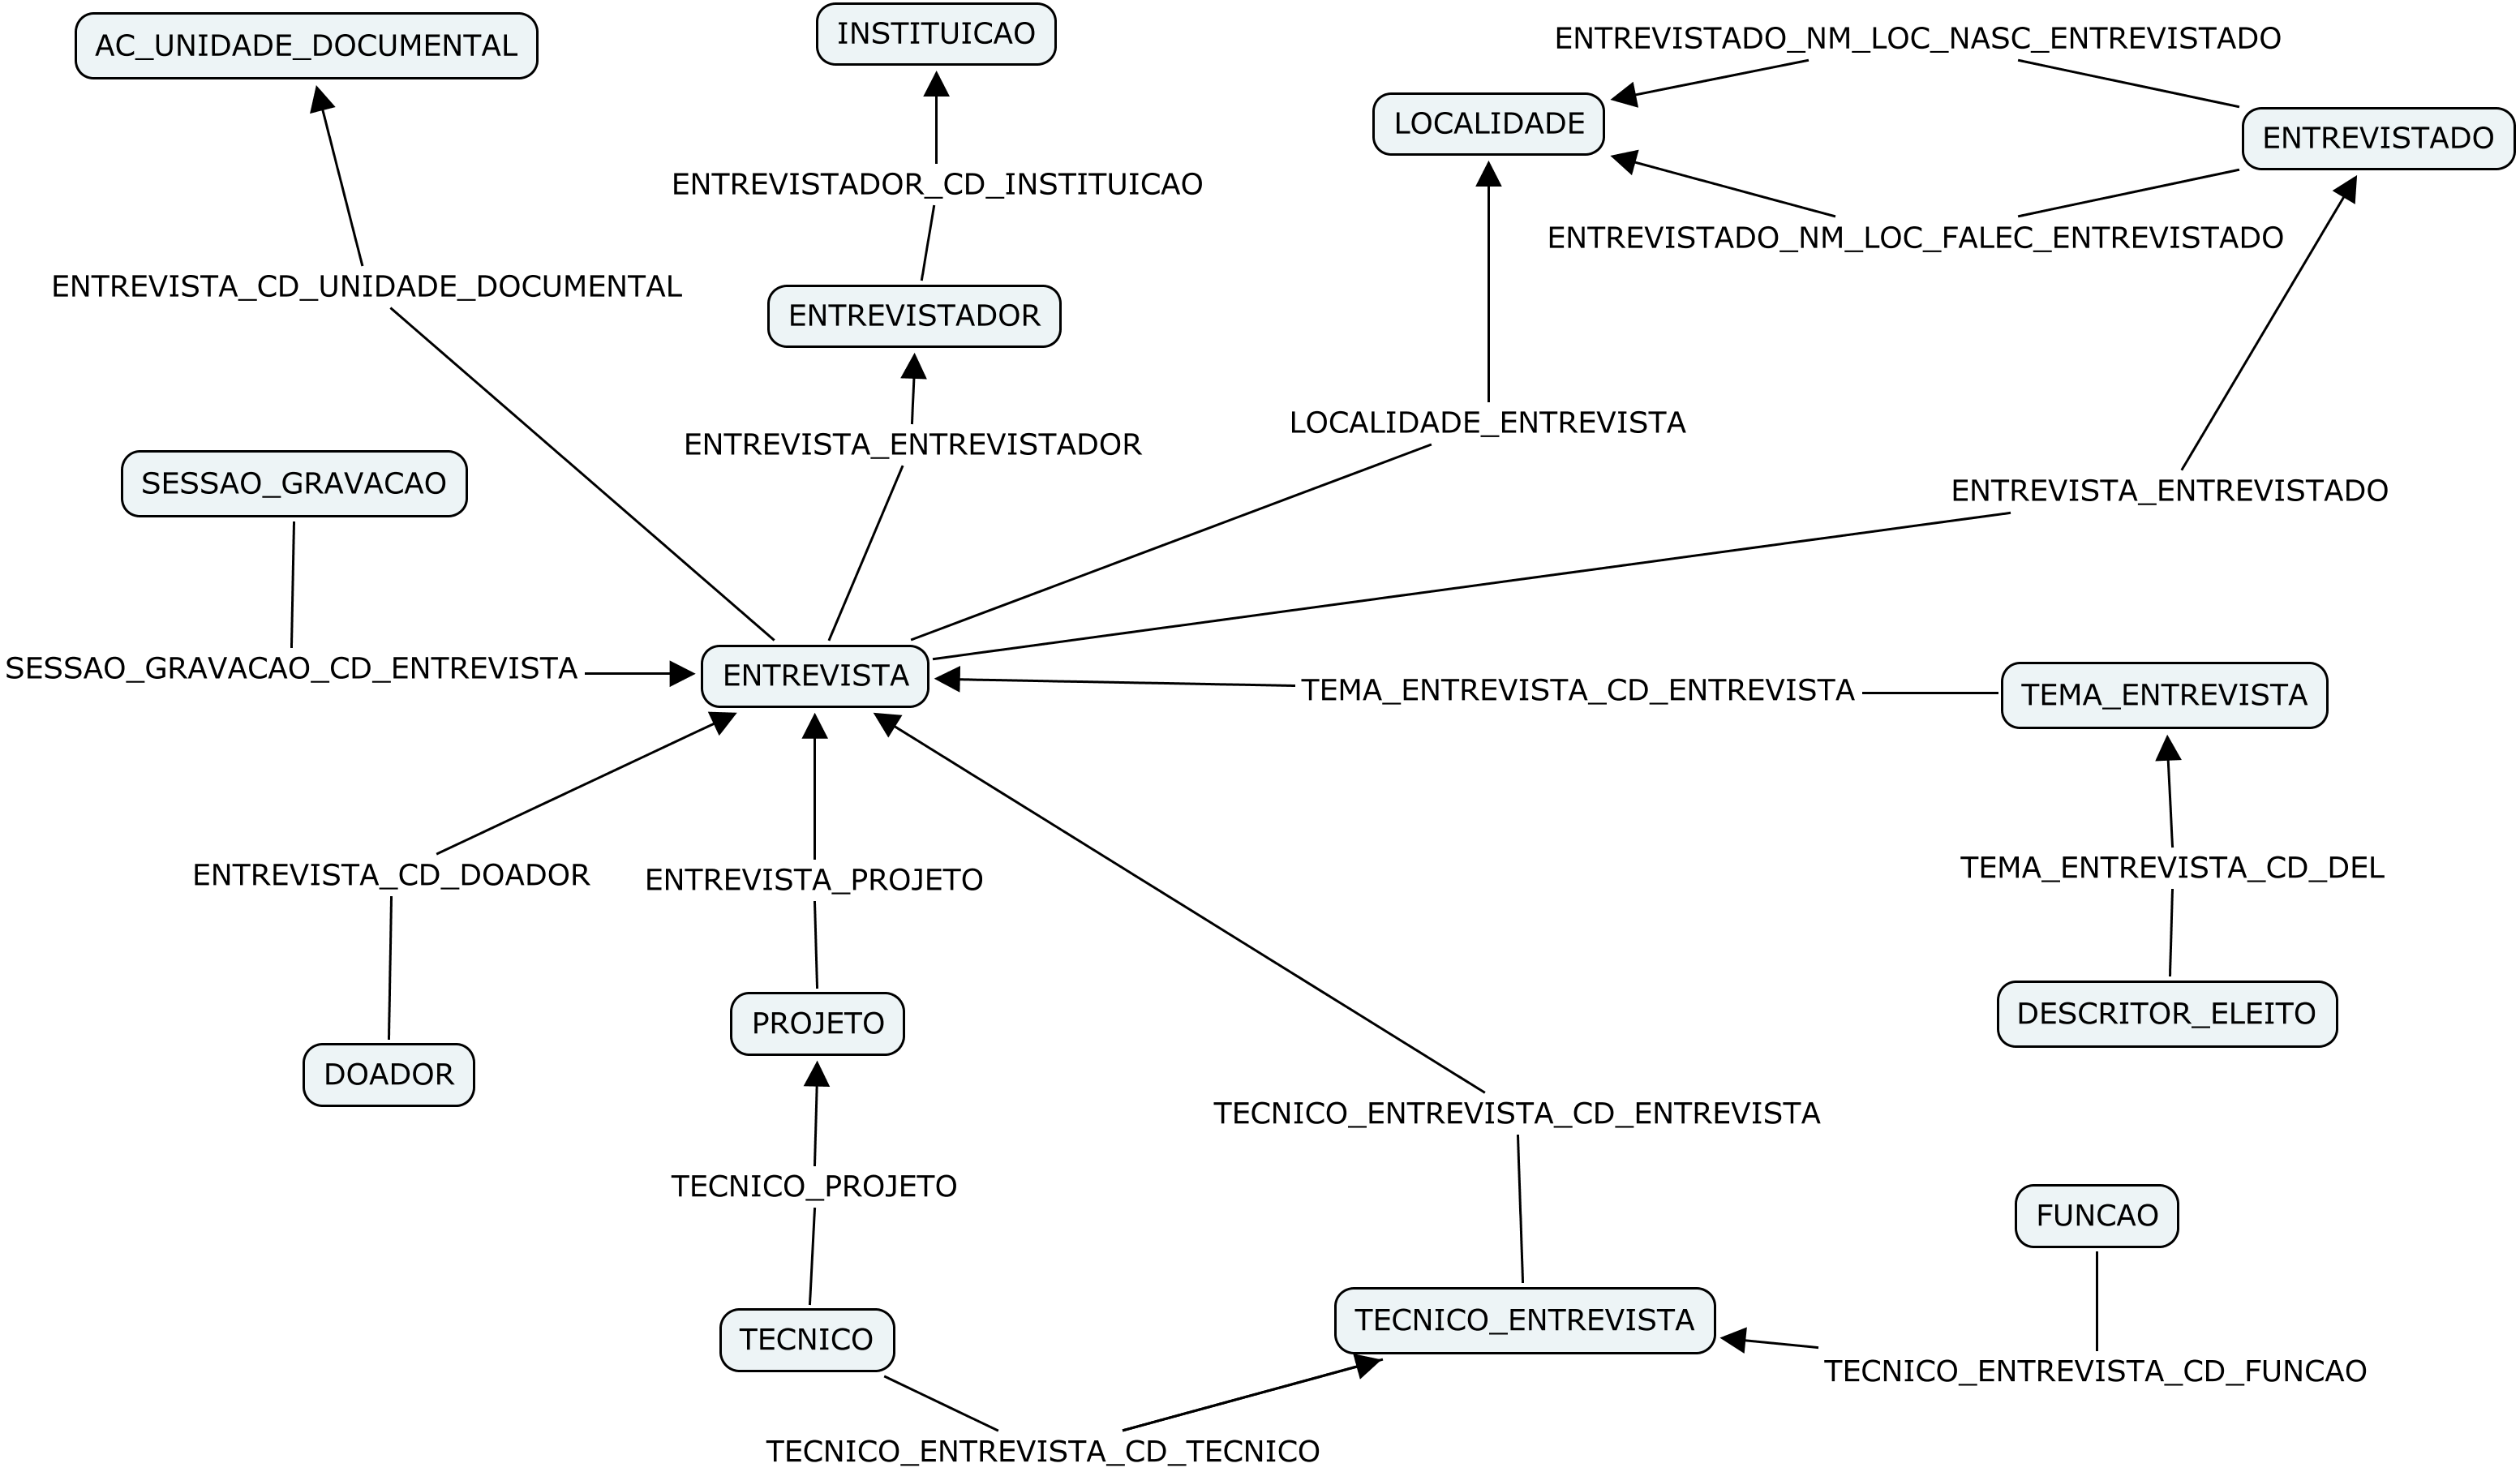 AC_UNIDADE_DOCUMENTAL
INSTITUICAO
ENTREVISTADO_NM_LOC_NASC_ENTREVISTADO
LOCALIDADE
ENTREVISTADO
ENTREVISTADOR_CD_INSTITUICAO
ENTREVISTADO_NM_LOC_FALEC_ENTREVISTADO
ENTREVISTA_CD_UNIDADE_DOCUMENTAL
ENTREVISTADOR
LOCALIDADE_ENTREVISTA
ENTREVISTA_ENTREVISTADOR
SESSAO_GRAVACAO
ENTREVISTA_ENTREVISTADO
SESSAO_GRAVACAO_CD_ENTREVISTA
ENTREVISTA
TEMA_ENTREVISTA_CD_ENTREVISTA
TEMA_ENTREVISTA
ENTREVISTA_CD_DOADOR
ENTREVISTA_PROJETO
TEMA_ENTREVISTA_CD_DEL
PROJETO
DESCRITOR_ELEITO
DOADOR
TECNICO_ENTREVISTA_CD_ENTREVISTA
TECNICO_PROJETO
FUNCAO
TECNICO
TECNICO_ENTREVISTA
TECNICO_ENTREVISTA_CD_FUNCAO
TECNICO_ENTREVISTA_CD_TECNICO